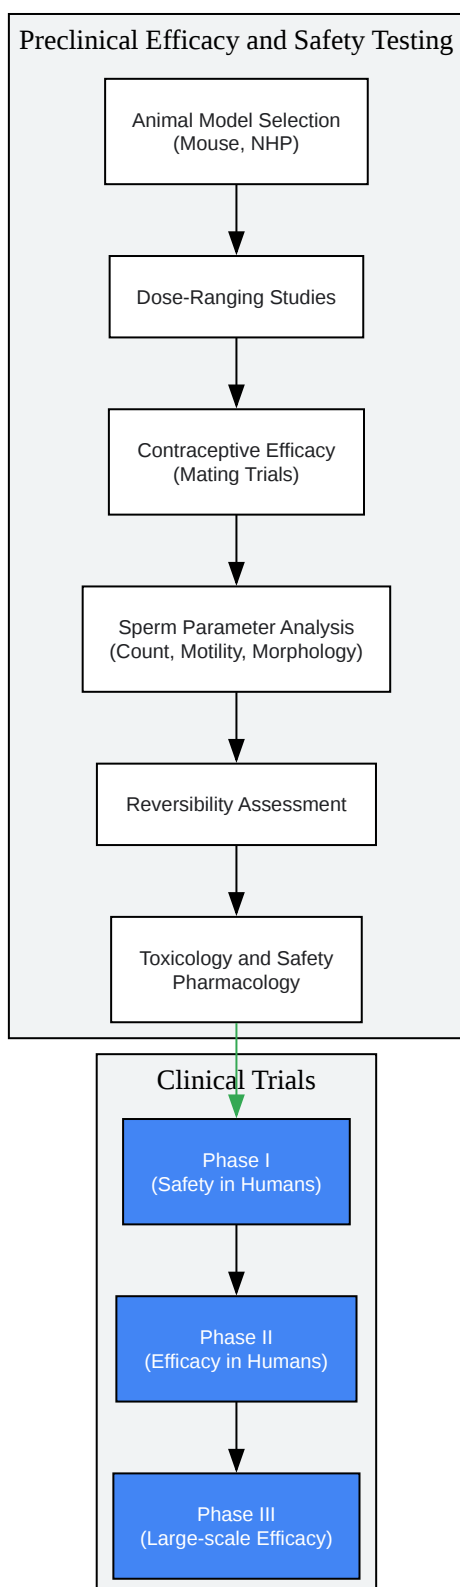 Preclinical Efficacy and Safety Testing
Animal Model Selection
(Mouse, NHP)
Dose-Ranging Studies
Contraceptive Efficacy
(Mating Trials)
Sperm Parameter Analysis
(Count, Motility, Morphology)
Reversibility Assessment
Toxicology and Safety
Pharmacology
Clinical Trials
Phase I
(Safety in Humans)
Phase II
(Efficacy in Humans)
Phase III
(Large-scale Efficacy)